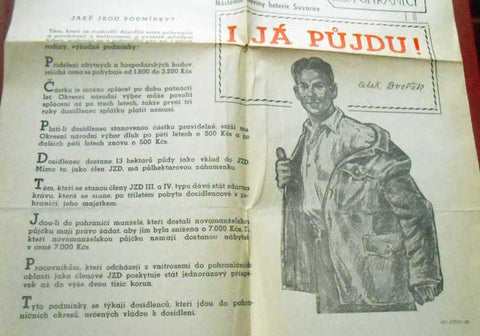 JAKÉ JSOU PODMÍNKY?
rodiny, výhodné podmínky:
Přidělení obytných a hospodářských budov,
jejichž cena se pohybuje od 1.800 do 3.200 Kčs
Částku je možno splácet po dobu patnácti
let Okresní národní výbor může povolit
splácení až po třech letech, takže první tři
roky dosídlenec splátku platit nemusí.
Platí-li dosídlenec stanovenou částku pravidelně, sníží mu
Okresní národní výbor dluh po pěti letech o 500 Kčs a po
dalších pěti letech znovu o 500 Kčs.
Dosídlenec dostane 13 hektarů půdy jako vklad do JZD
Mimo to jako člen JZD, má půlhektarovou zahumenku.
Těm, kteří se stanou členy JZD III. a IV. typu dává stát zdarma
krávu, která se stane, po tříletém pobytu dosídlence v po-
hraničí jeho majetkem.
Jdou-li do pohraničí manželé, kteří dostali novomanželskou
půjčku mají právo žádat, aby jim byla snížena o 7.000 Kčs.
novomanželskou půjčku nemají dostanou nábytek
v ceně 7.000 Kčs.
Pracovníkům, kteří odcházejí z vnitrozemí do pohraničních
oblastí jako členové JZD poskytuje stát jednorázový příspě-
vek až do výše dvou tisíc korun.
Tyto podmínky se týkají dosídlenců, kteří jdou do pohra-
ničních okresů, určených vládou k dosídlení.
baterie Suvorov
I JÁ PŮJDU!
Dvořák